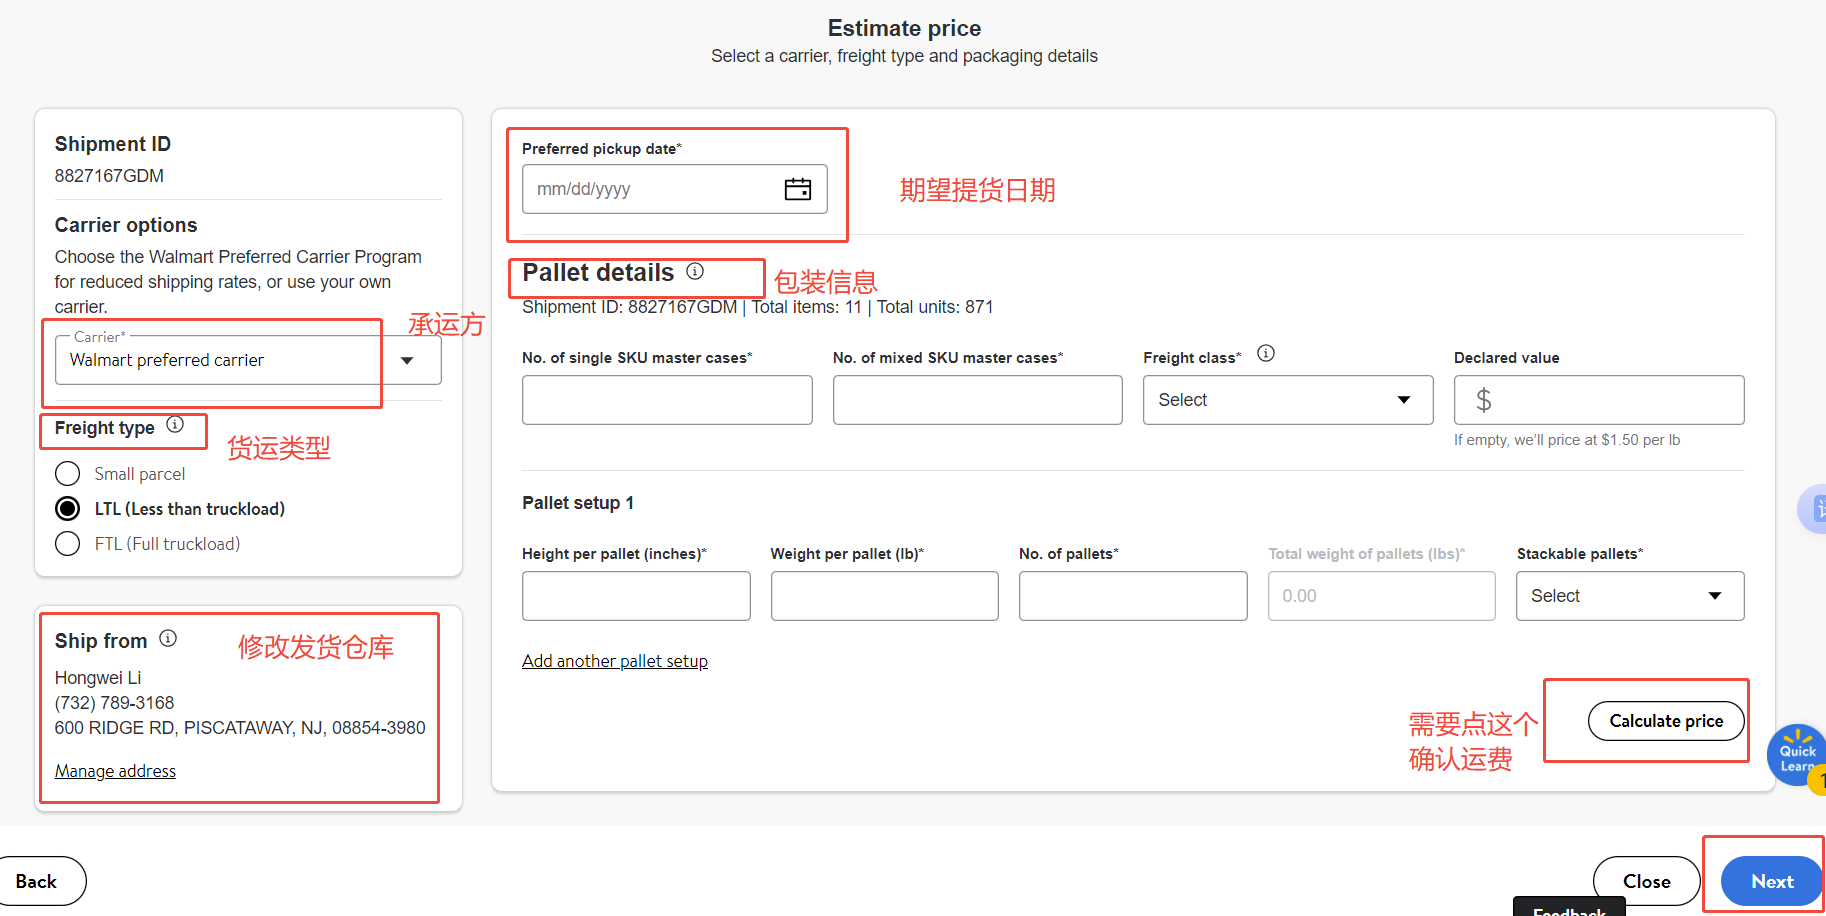 Estimate price
Select a carrier, freight type and packaging details
Shipment ID
8827167GDM
Carrier options
Choose the Walmart Preferred Carrier Program
for reduced shipping rates, or use your own
carrier.
承运方
Carrier*
Walmart preferred carrier
Freight type
货运类型
Small parcel
LTL (Less than truckload)
FTL (Full truckload)
Ship from
修改发货仓库
Hongwei Li
(732) 789-3168
600 RIDGE RD, PISCATAWAY, NJ, 08854-3980
Manage address
Preferred pickup date*
mm/dd/yyyy
期望提货日期
Pallet details
包装信息
Shipment ID: 8827167GDM | Total items: 11 | Total units: 871
No. of single SKU master cases*
No. of mixed SKU master cases*
Freight class*
Select
Declared value
$
If empty, we'll price at $1.50 per lb
Pallet setup 1
Height per pallet (inches)*
Weight per pallet (lb)*
No. of pallets*
Total weight of pallets (lbs)*
0.00
Stackable pallets*
Select
Add another pallet setup
需要点这个
确认运费
Calculate price
Quick
Learn
1
Back
Close
Next
Feedback